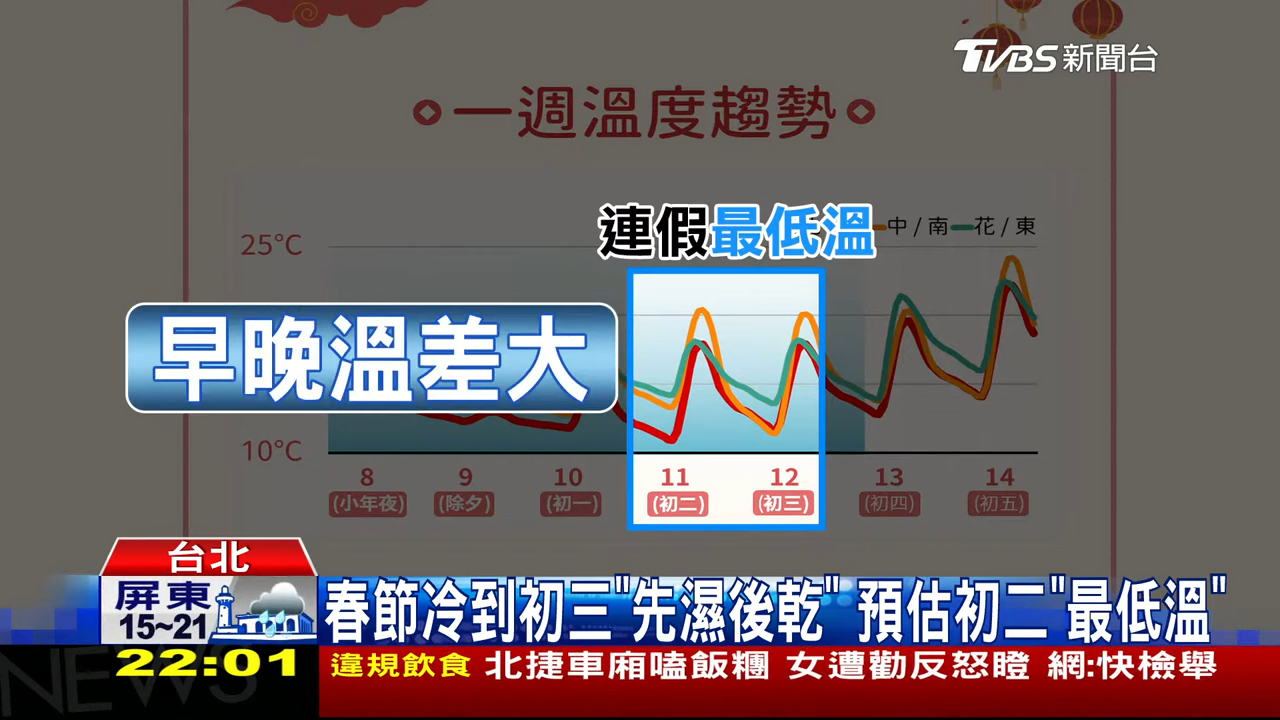 TVBS新聞台
一週溫度趨勢
連假最低溫
中/南
花/東
25°C
早晚溫差大
10°C
8 9 10 11 12 13 14
(小年夜) (除夕) (初一) (初二) (初三) (初四) (初五)
台北
屏東
15~21
春節冷到初三"先濕後乾" 預估初二"最低溫"
22:01
違規飲食 北捷車廂嗑飯糰 女遭勸反怒瞪 網:快檢舉
NEWS